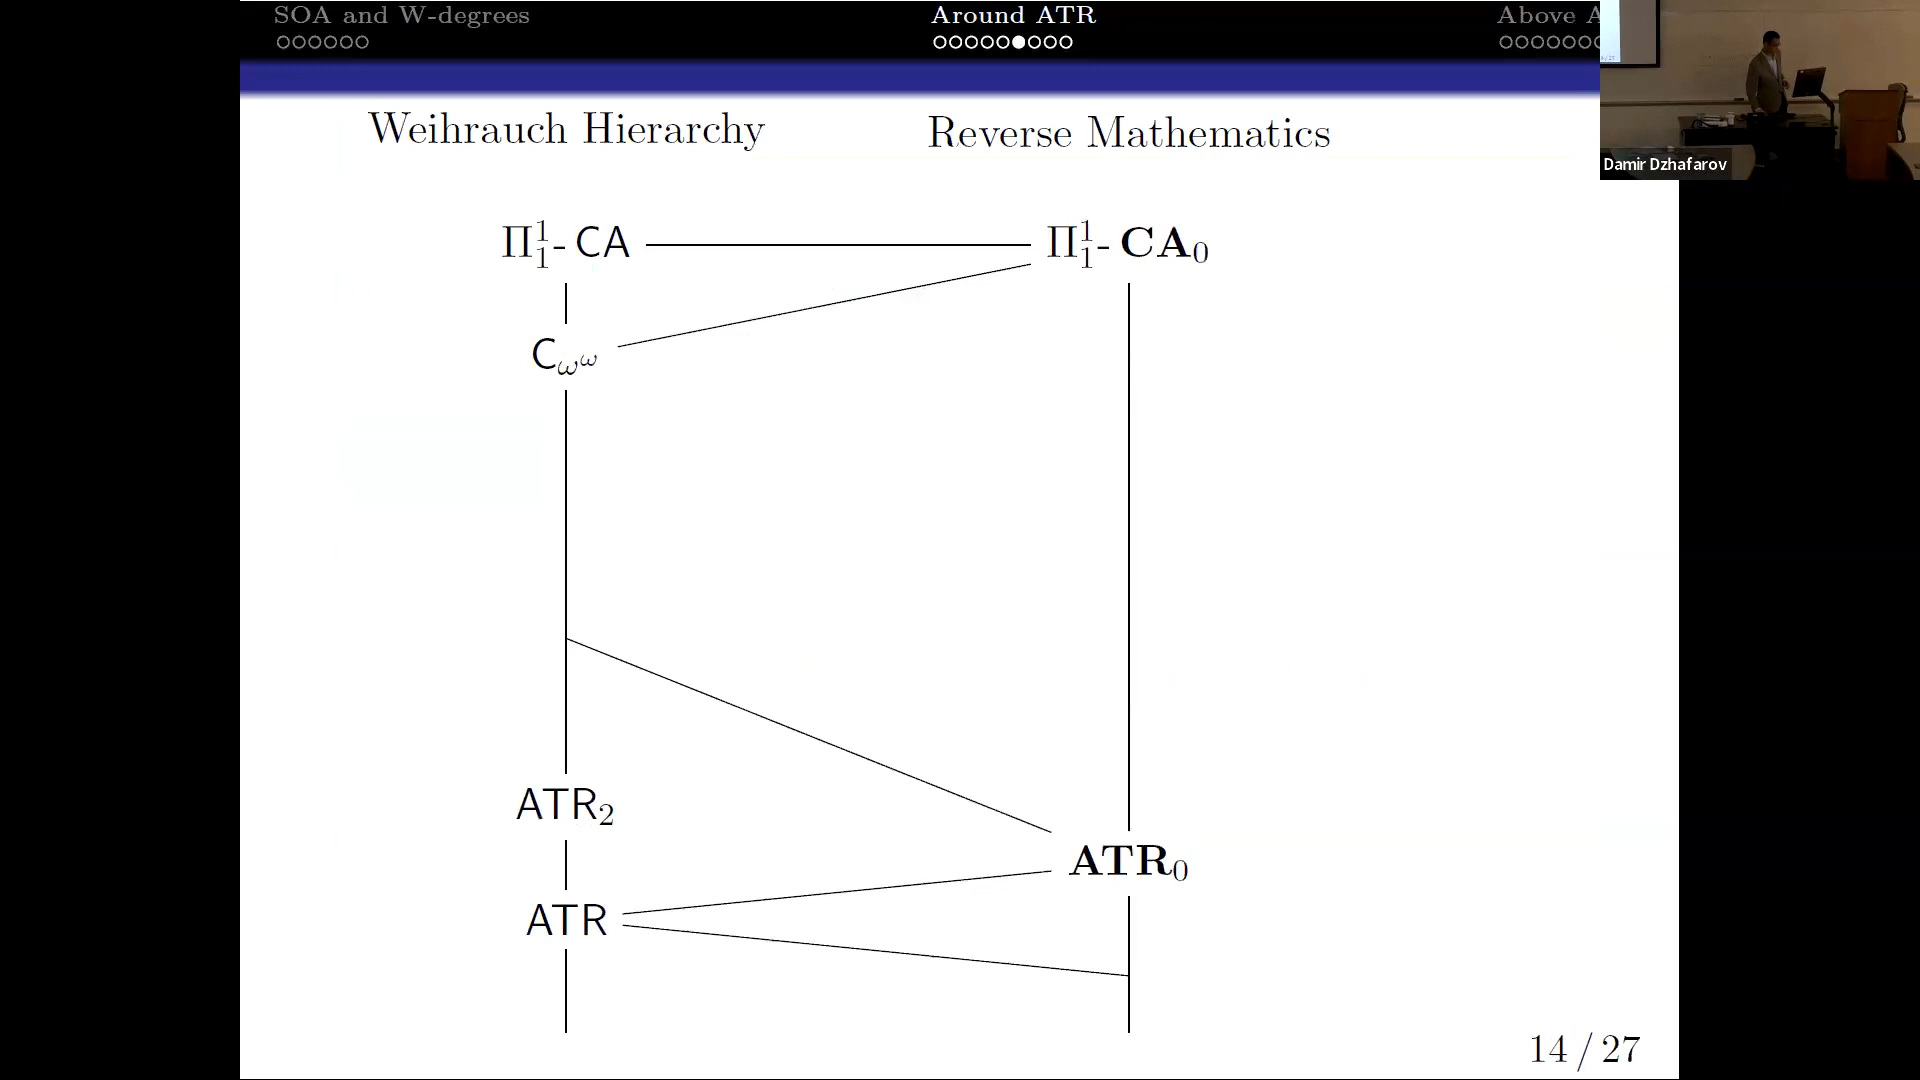 SOA and W-degrees Around ATR Above A
Weihrauch Hierarchy Reverse Mathematics
Damir Dzhafarov
Π¹₁- CA Π¹₁- CA₀
C_{ω^ω}
ATR₂
ATR₀
ATR
14 / 27